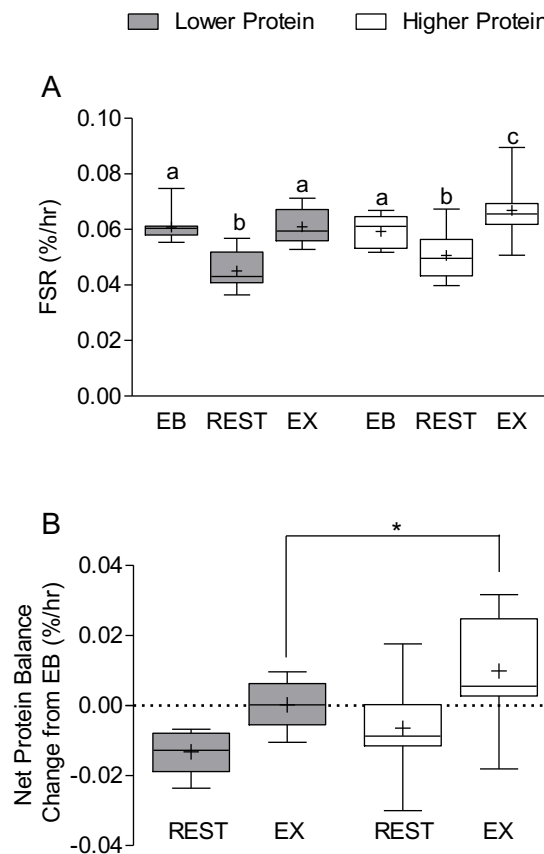 Lower Protein Higher Protein
A
FSR (%/hr)
0.10
0.08
0.06
0.04
0.02
0.00
a b a a b c
EB REST EX EB REST EX
B
*
Net Protein Balance
Change from EB (%/hr)
0.04
0.02
0.00
-0.02
-0.04
REST EX REST EX